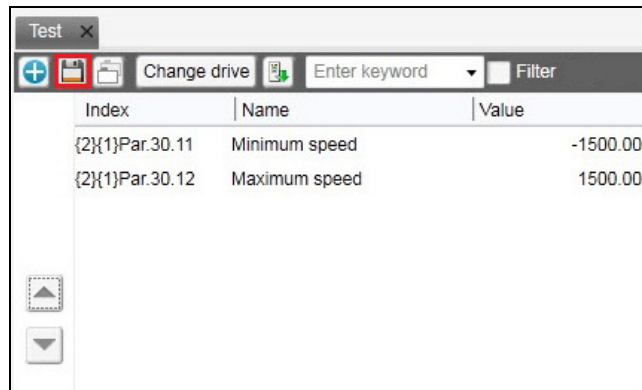 Test
Change drive Enter keyword Filter
Index Name Value
{2}{1}Par.30.11 Minimum speed -1500.00
{2}{1}Par.30.12 Maximum speed 1500.00